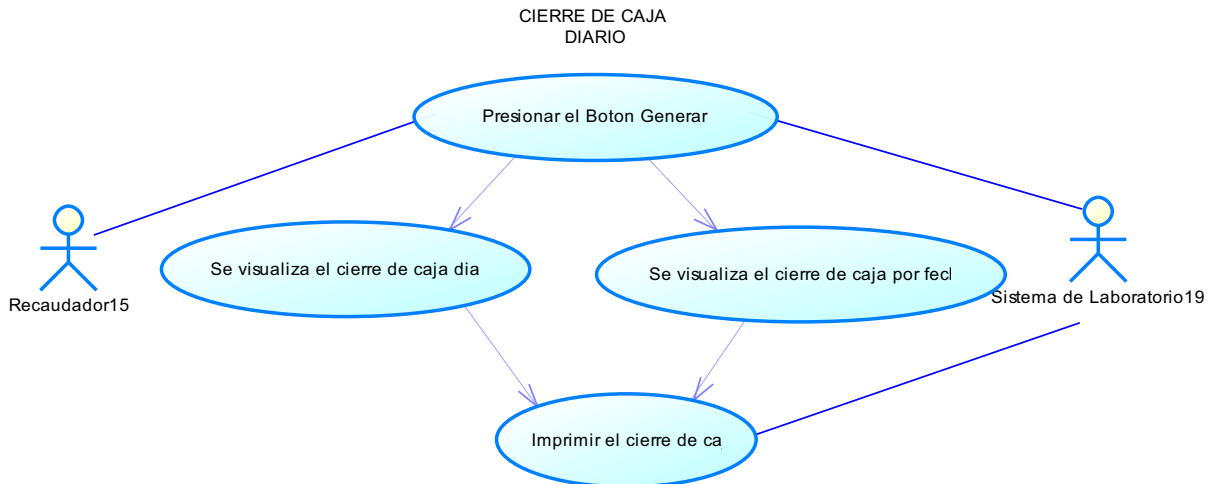 CIERRE DE CAJA
DIARIO
Presionar el Boton Generar
Se visualiza el cierre de caja dia
Se visualiza el cierre de caja por fecl
Recaudador15
Sistema de Laboratorio19
Imprimir el cierre de ca